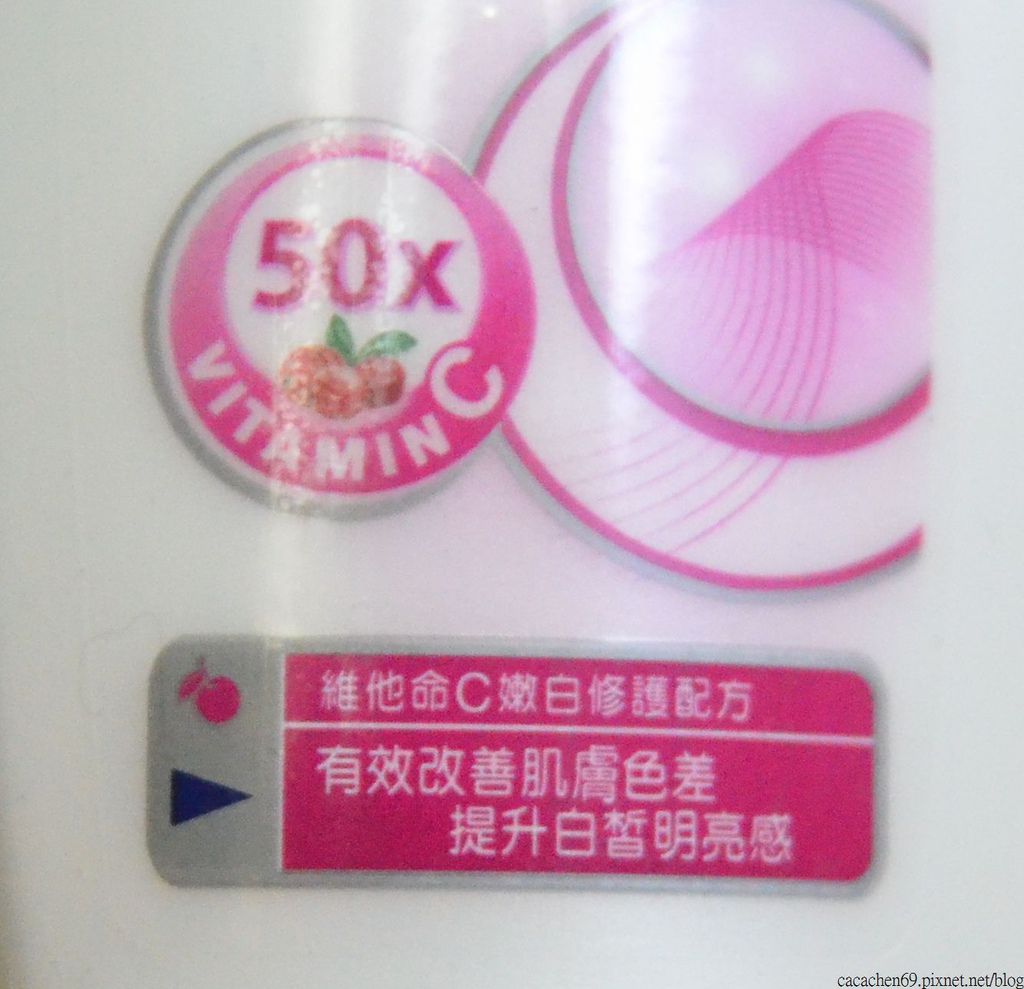 50x
VITAMIN C
維他命C嫩白修護配方
有效改善肌膚色差
提升白皙明亮感
cacachen69.pixnet.net/blog